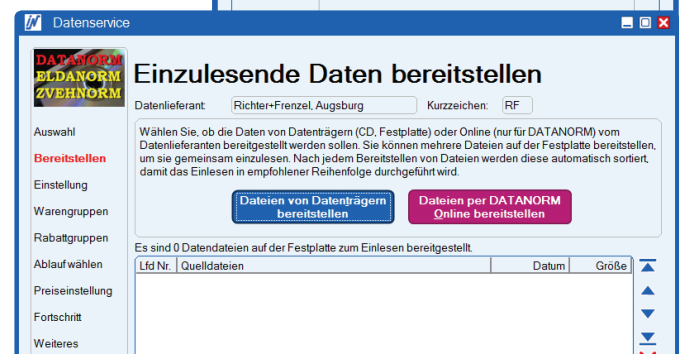 Datenservice
DATANORM
ELDANORM
ZVEHNORM
Einzulesende Daten bereitstellen
Datenlieferant: Richter+Frenzel, Augsburg Kurzzeichen: RF
Auswahl
Bereitstellen
Einstellung
Warengruppen
Rabattgruppen
Ablauf wählen
Preiseinstellung
Fortschritt
Weiteres
Wählen Sie, ob die Daten von Datenträgern (CD, Festplatte) oder Online (nur für DATANORM) vom
Datenlieferanten bereitgestellt werden sollen. Sie können mehrere Dateien auf der Festplatte bereitstellen,
um sie gemeinsam einzulesen. Nach jedem Bereitstellen von Dateien werden diese automatisch sortiert,
damit das Einlesen in empfohlener Reihenfolge durchgeführt wird.
Dateien von Datenträgern
bereitstellen
Dateien per DATANORM
Online bereitstellen
Es sind 0 Datendateien auf der Festplatte zum Einlesen bereitgestellt.
Lfd Nr. Quelldateien Datum Größe